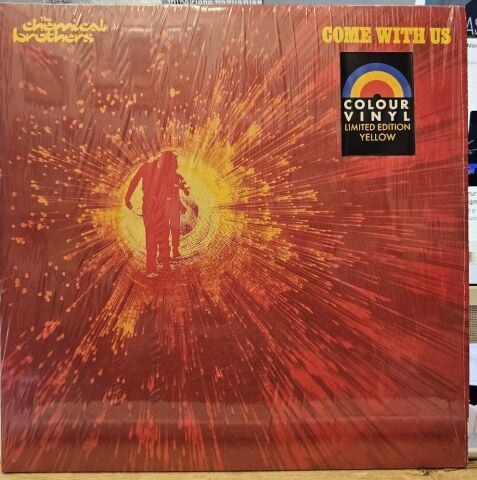 The
chemical
brothers
COME WITH US
COLOUR
VINYL
LIMITED EDITION
YELLOW